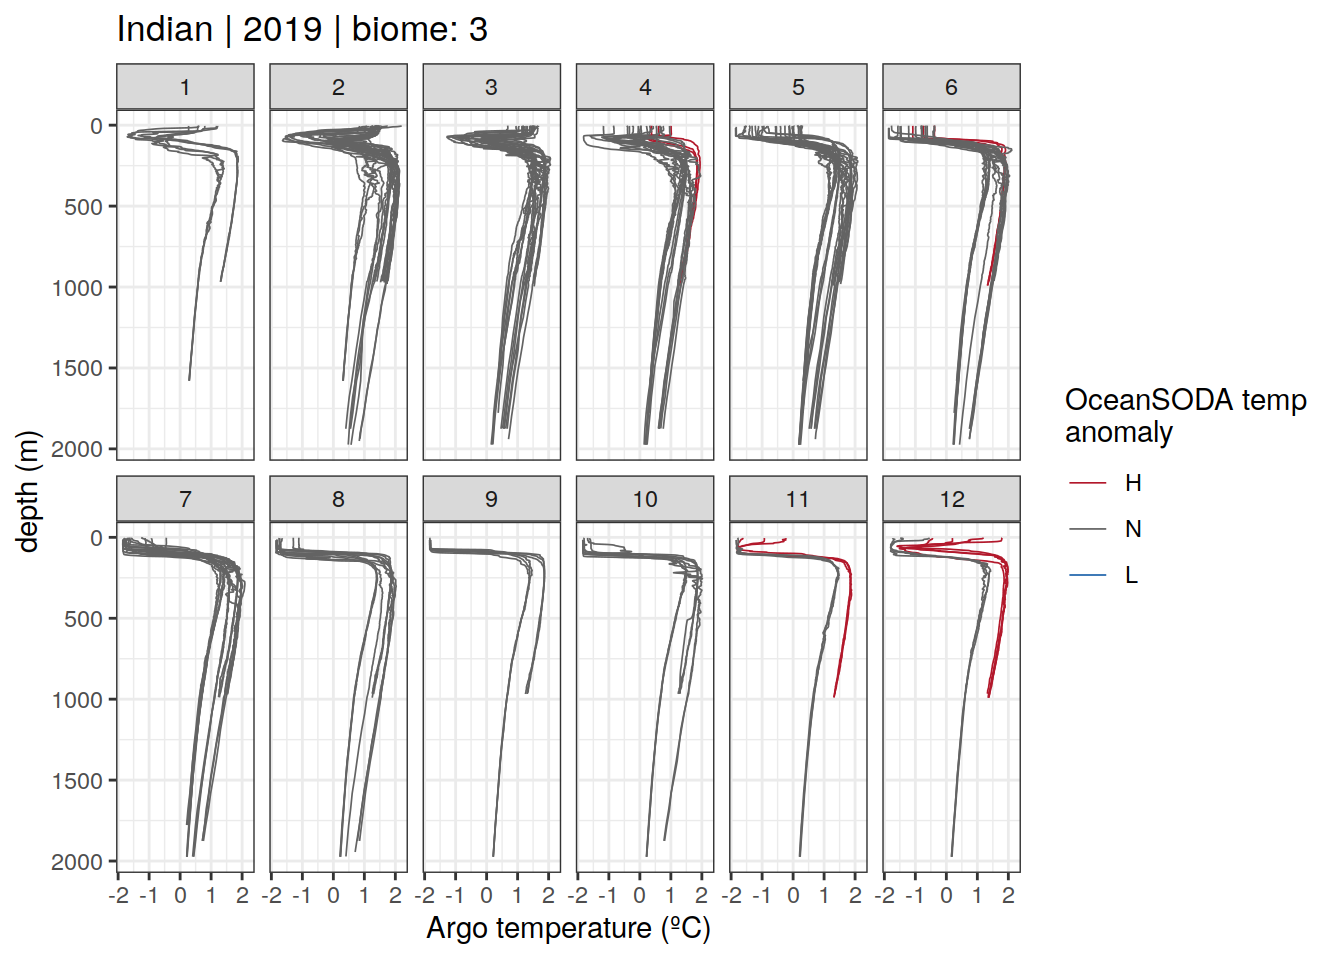 Indian | 2019 | biome: 3
1 2 3 4 5 6
0
500
1000
1500
2000
7 8 9 10 11 12
0
500
1000
1500
2000
-2 -1 0 1 2 -2 -1 0 1 2 -2 -1 0 1 2 -2 -1 0 1 2 -2 -1 0 1 2 -2 -1 0 1 2
Argo temperature (ºC)
depth (m)
OceanSODA temp
anomaly
H
N
L